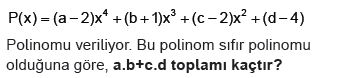 P(x) = (a−2)x⁴ + (b+1)x³ + (c−2)x² + (d−4)
Polinomu veriliyor. Bu polinom sıfır polinomu
olduğuna göre, a.b+c.d toplamı kaçtır?